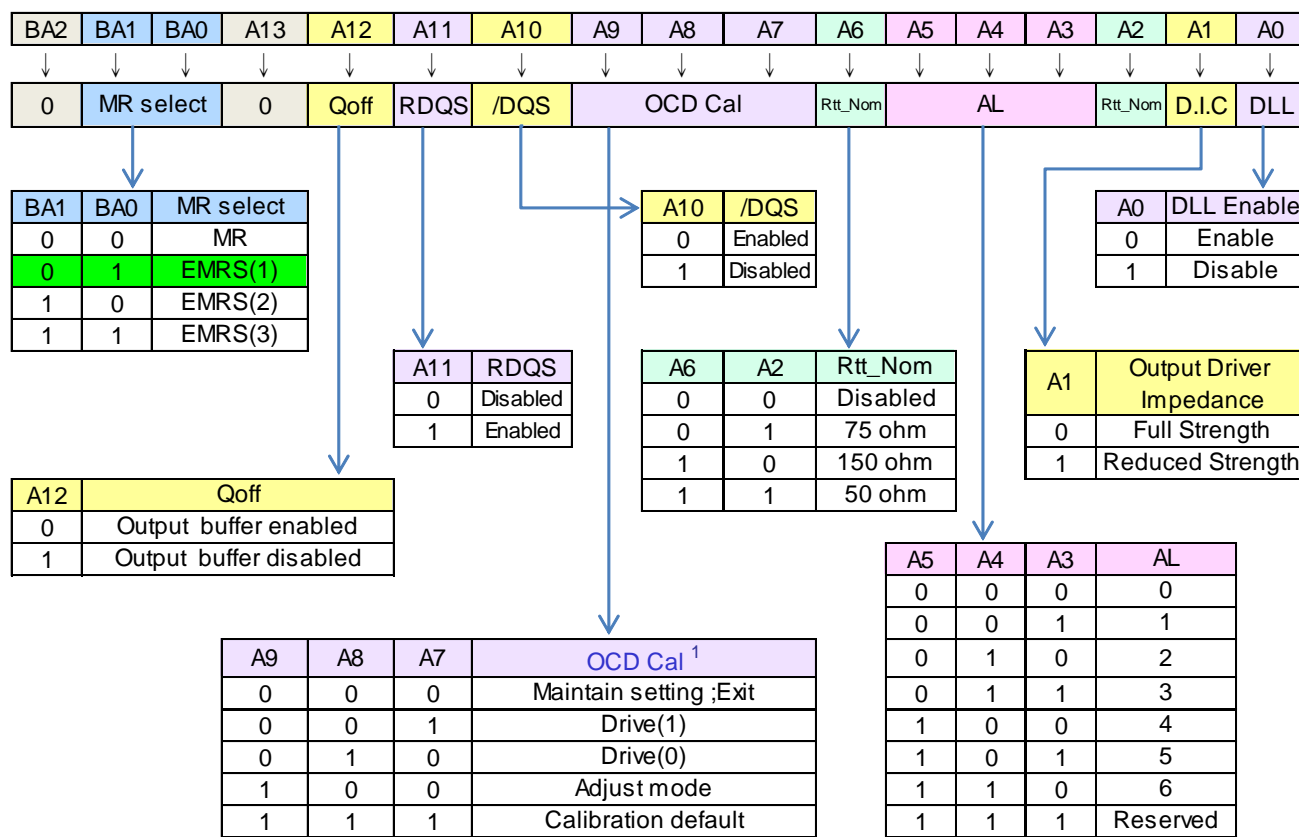 BA2 BA1 BA0 A13 A12 A11 A10 A9 A8 A7 A6 A5 A4 A3 A2 A1 A0
0 MR select 0 Qoff RDQS /DQS OCD Cal Rtt_Nom AL Rtt_Nom D.I.C DLL
BA1 BA0 MR select
0 0 MR
0 1 EMRS(1)
1 0 EMRS(2)
1 1 EMRS(3)
A10 /DQS
0 Enabled
1 Disabled
A0 DLL Enable
0 Enable
1 Disable
A11 RDQS
0 Disabled
1 Enabled
A6 A2 Rtt_Nom
0 0 Disabled
0 1 75 ohm
1 0 150 ohm
1 1 50 ohm
A1 Output Driver
Impedance
0 Full Strength
1 Reduced Strength
A12 Qoff
0 Output buffer enabled
1 Output buffer disabled
A5 A4 A3 AL
0 0 0 0
0 0 1 1
0 1 0 2
0 1 1 3
1 0 0 4
1 0 1 5
1 1 0 6
1 1 1 Reserved
A9 A8 A7 OCD Cal 1
0 0 0 Maintain setting ;Exit
0 0 1 Drive(1)
0 1 0 Drive(0)
1 0 0 Adjust mode
1 1 1 Calibration default